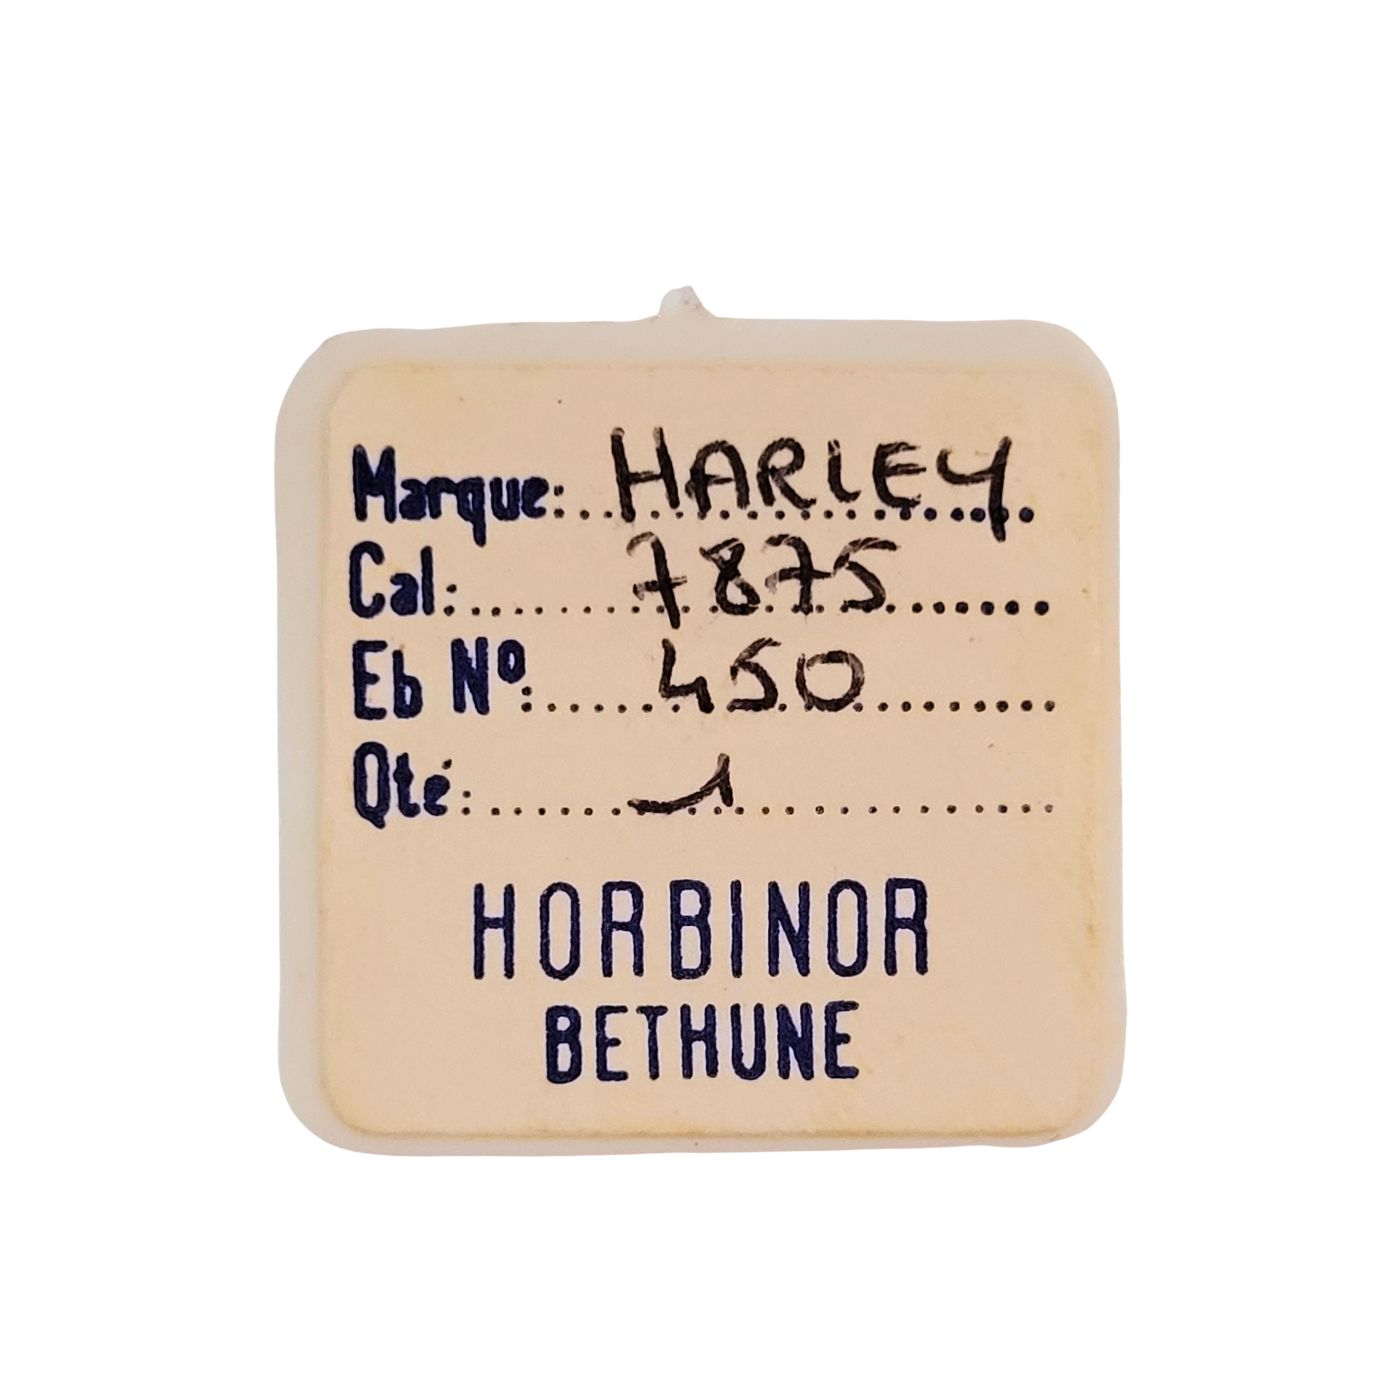 Marque: HARLEY
Cal: 7875
Eb Nº: 450
Qté: 1
HORBINOR
BETHUNE